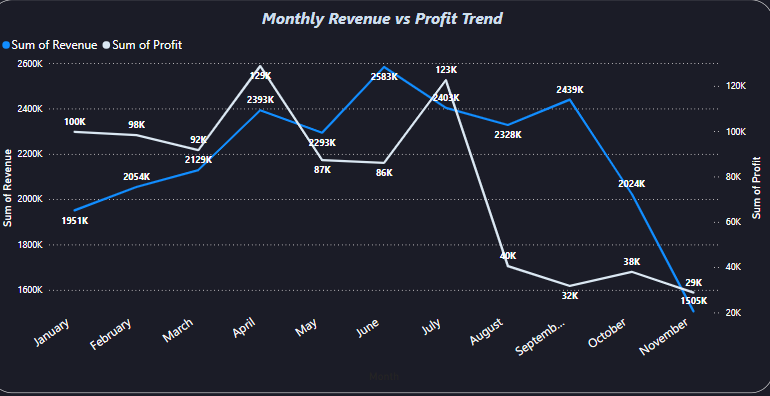 Monthly Revenue vs Profit Trend
Sum of Revenue Sum of Profit
2600K
2400K
2200K
2000K
1800K
1600K
Sum of Revenue
120K
100K
80K
60K
40K
20K
Sum of Profit
100K
98K
92K
129K
87K
86K
123K
40K
32K
38K
29K
1951K
2054K
2129K
2393K
2293K
2583K
2403K
2328K
2439K
2024K
1505K
January
February
March
April
May
June
July
August
Septemb...
October
November